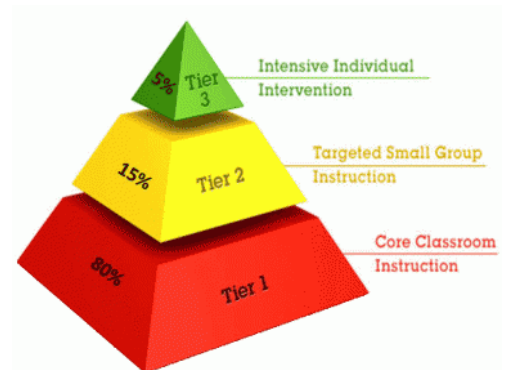 5%
Tier
3
Intensive Individual
Intervention
15%
Tier 2
Targeted Small Group
Instruction
80%
Tier 1
Core Classroom
Instruction